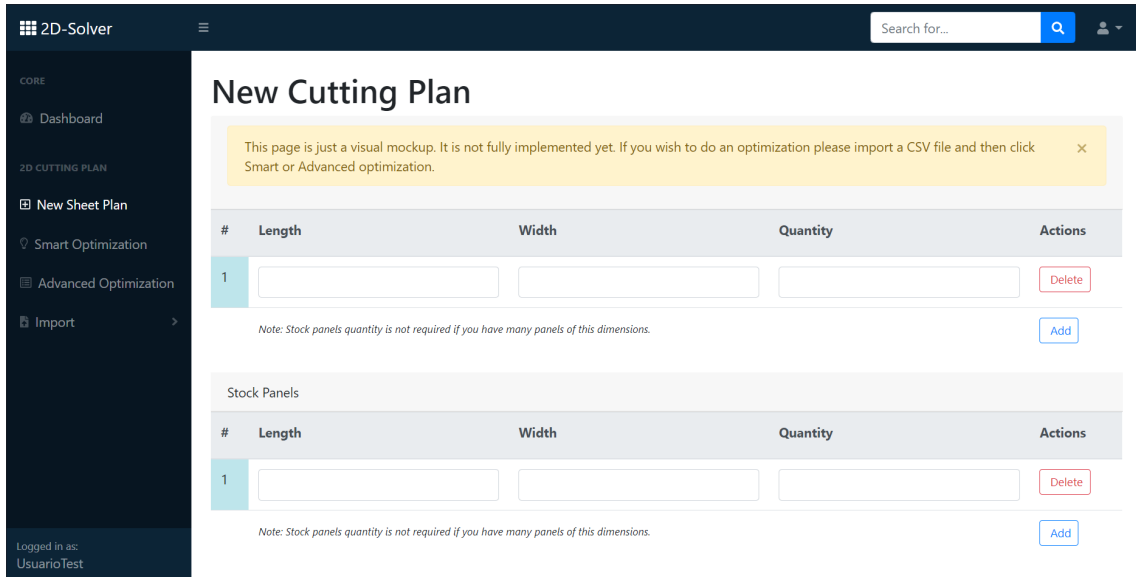 2D-Solver
Search for...
CORE
Dashboard
2D CUTTING PLAN
New Sheet Plan
Smart Optimization
Advanced Optimization
Import
Logged in as:
UsuarioTest
New Cutting Plan
This page is just a visual mockup. It is not fully implemented yet. If you wish to do an optimization please import a CSV file and then click
Smart or Advanced optimization.
×
# Length Width Quantity Actions
1 Delete
Note: Stock panels quantity is not required if you have many panels of this dimensions. Add
Stock Panels
# Length Width Quantity Actions
1 Delete
Note: Stock panels quantity is not required if you have many panels of this dimensions. Add